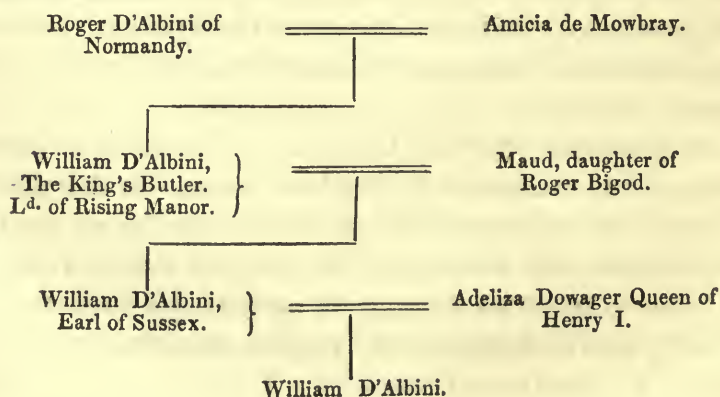 Roger D'Albini of
Normandy.
Amicia de Mowbray.
William D'Albini,
The King's Butler.
Ld. of Rising Manor.
Maud, daughter of
Roger Bigod.
William D'Albini,
Earl of Sussex.
Adeliza Dowager Queen of
Henry I.
William D'Albini.